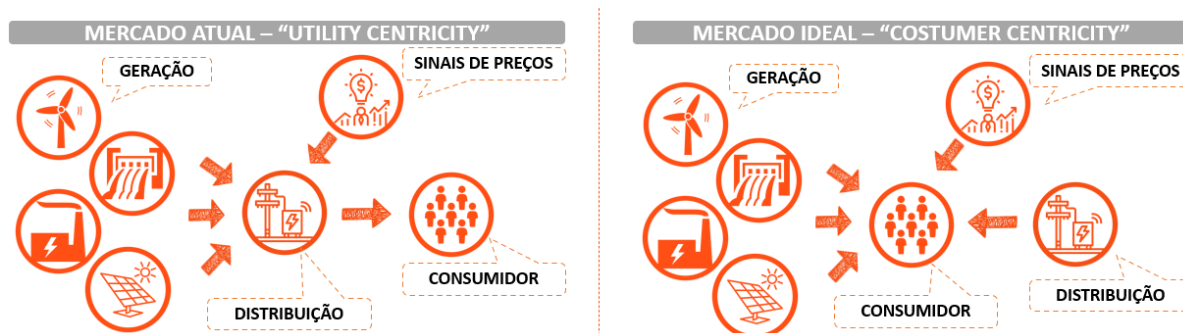 MERCADO ATUAL – “UTILITY CENTRICITY”
GERAÇÃO
SINAIS DE PREÇOS
CONSUMIDOR
DISTRIBUIÇÃO
MERCADO IDEAL – “COSTUMER CENTRICITY”
GERAÇÃO
SINAIS DE PREÇOS
DISTRIBUIÇÃO
CONSUMIDOR